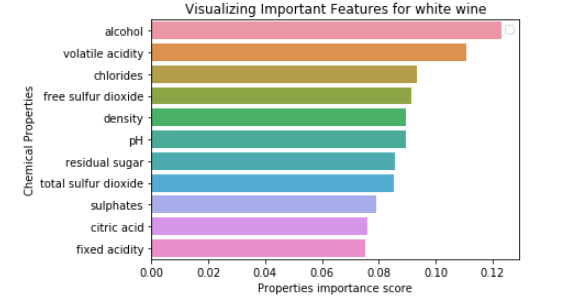 Visualizing Important Features for white wine
alcohol
volatile acidity
chlorides
free sulfur dioxide
density
pH
residual sugar
total sulfur dioxide
sulphates
citric acid
fixed acidity
Chemical Properties
0.00 0.02 0.04 0.06 0.08 0.10 0.12
Properties importance score